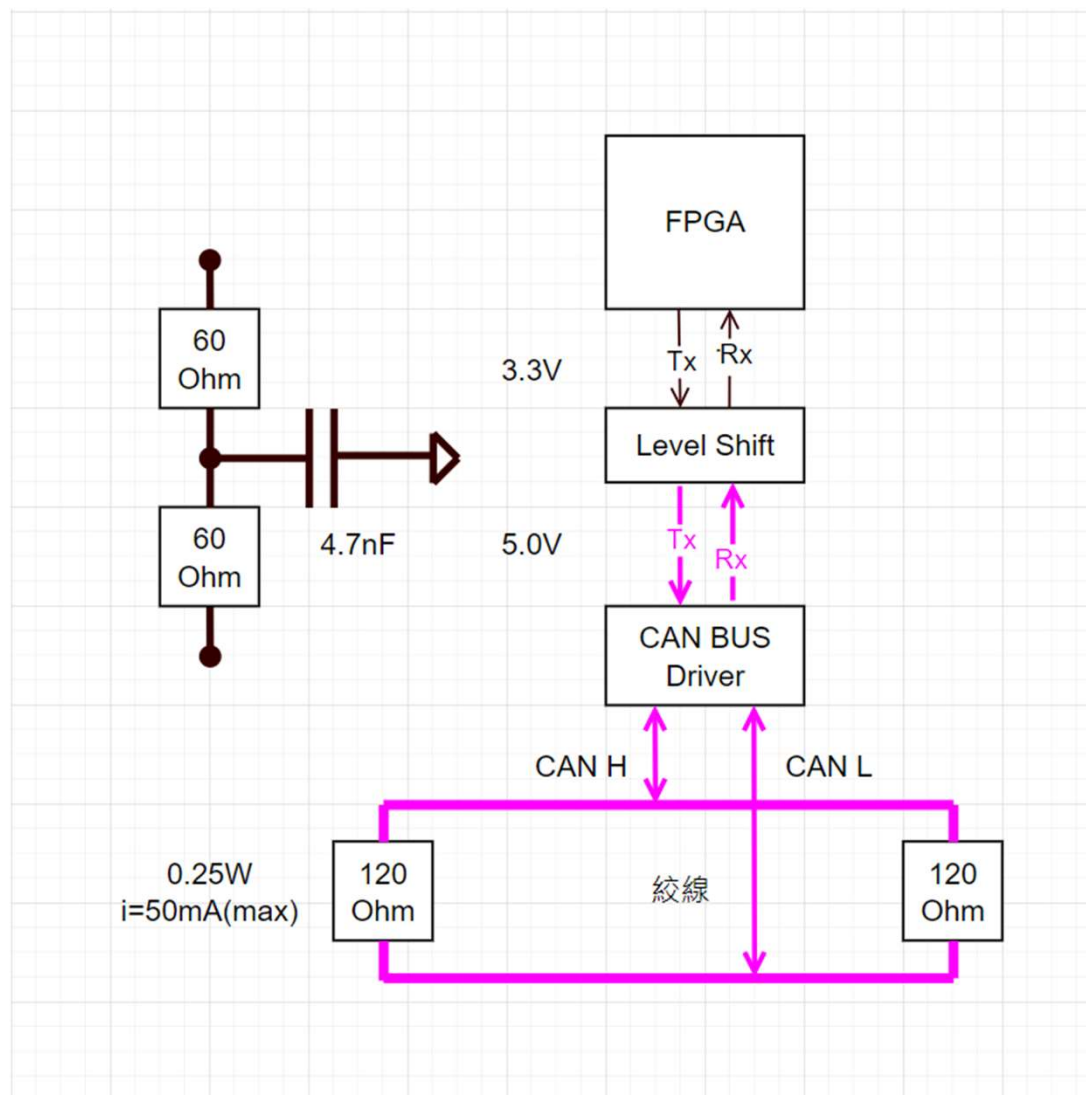 FPGA
60
Ohm
3.3V
Tx
Rx
Level Shift
60
Ohm
4.7nF
5.0V
Tx
Rx
CAN BUS
Driver
CAN H
CAN L
0.25W
i=50mA(max)
120
Ohm
絞線
120
Ohm